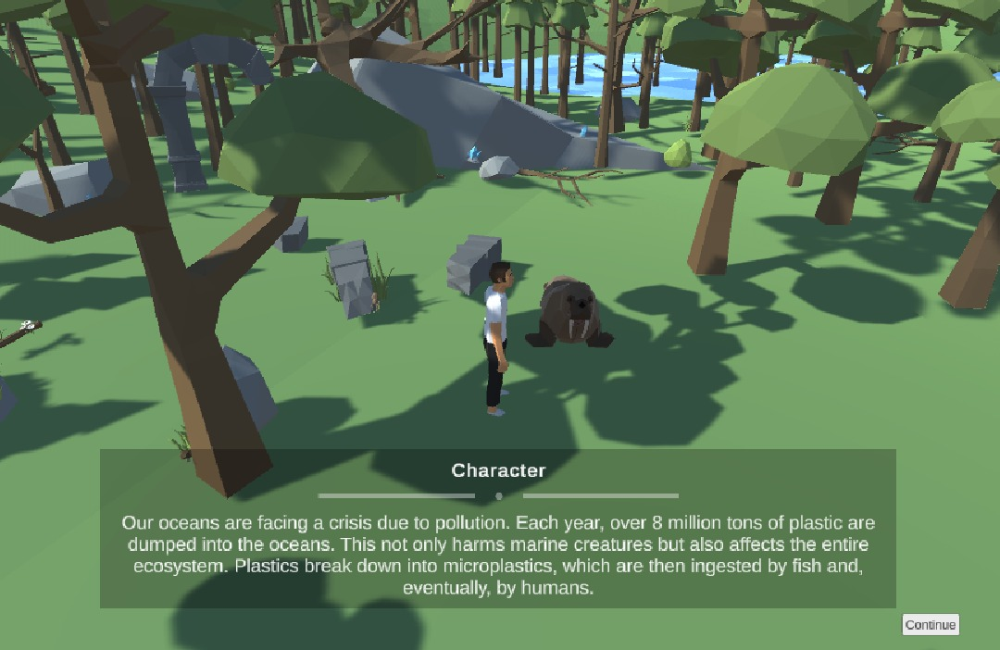 Character
Our oceans are facing a crisis due to pollution. Each year, over 8 million tons of plastic are
dumped into the oceans. This not only harms marine creatures but also affects the entire
ecosystem. Plastics break down into microplastics, which are then ingested by fish and,
eventually, by humans.
Continue